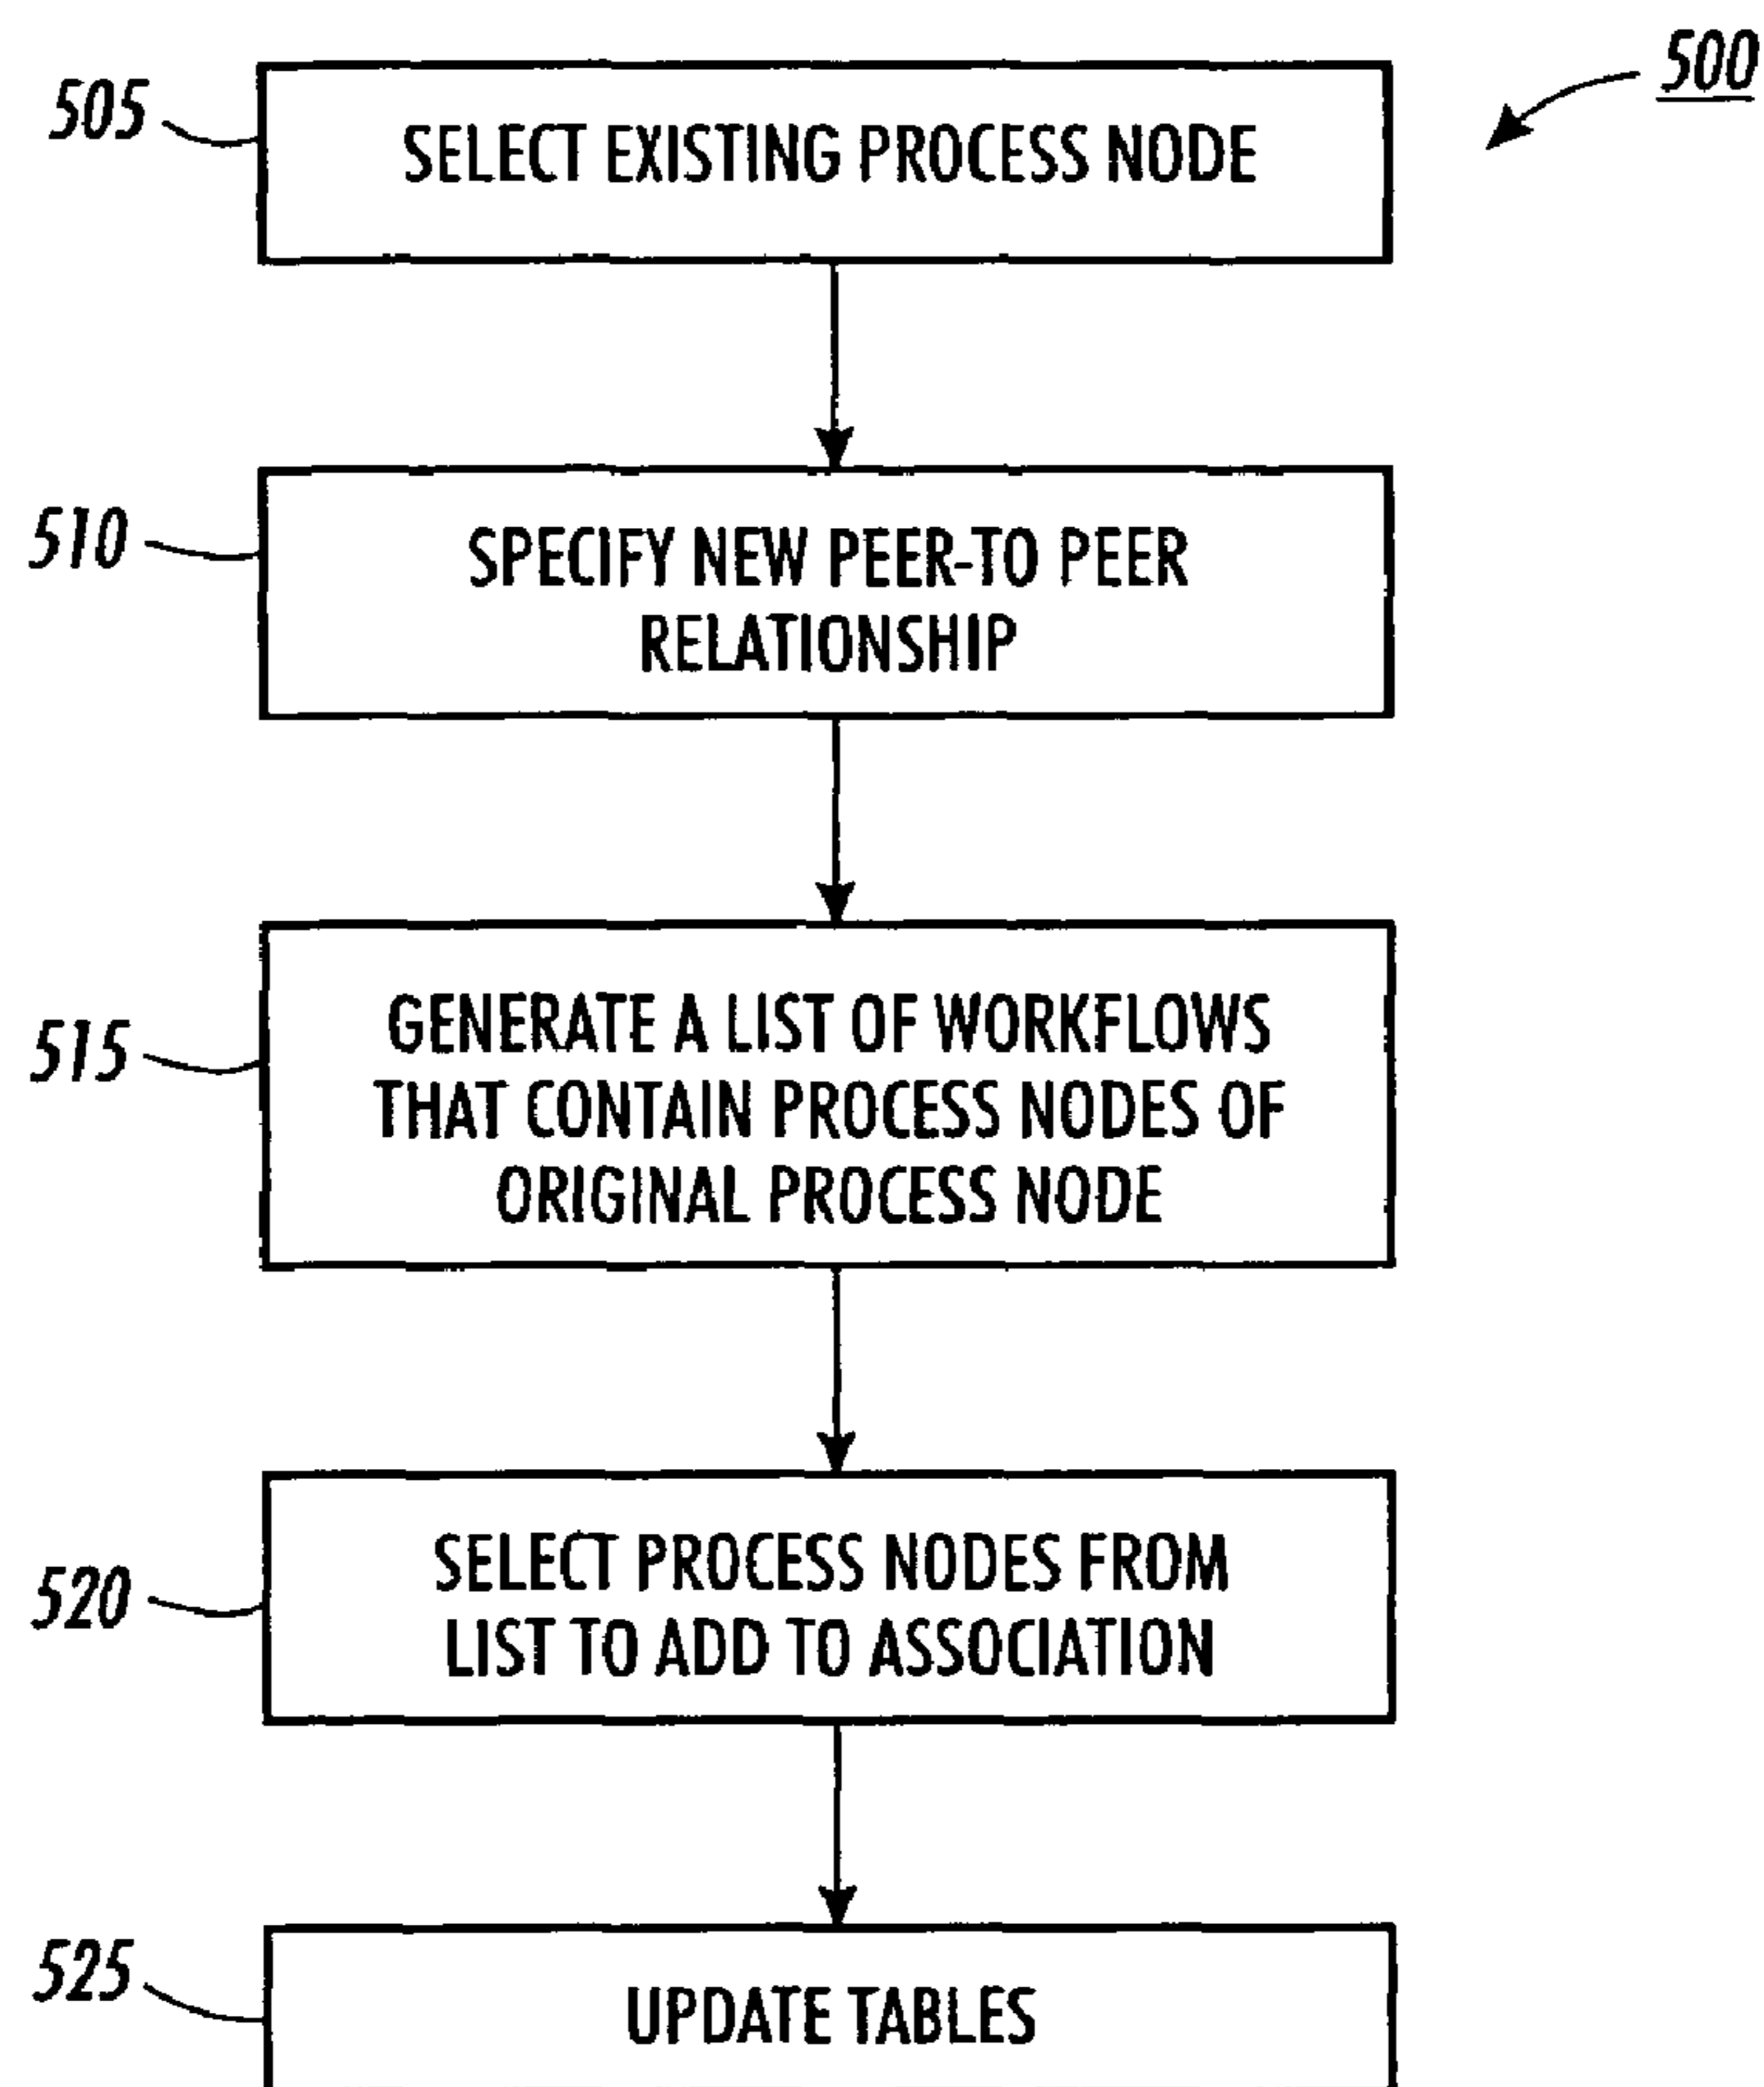 500
505
SELECT EXISTING PROCESS NODE
510
SPECIFY NEW PEER-TO PEER
RELATIONSHIP
515
GENERATE A LIST OF WORKFLOWS
THAT CONTAIN PROCESS NODES OF
ORIGINAL PROCESS NODE
520
SELECT PROCESS NODES FROM
LIST TO ADD TO ASSOCIATION
525
UPDATE TABLES